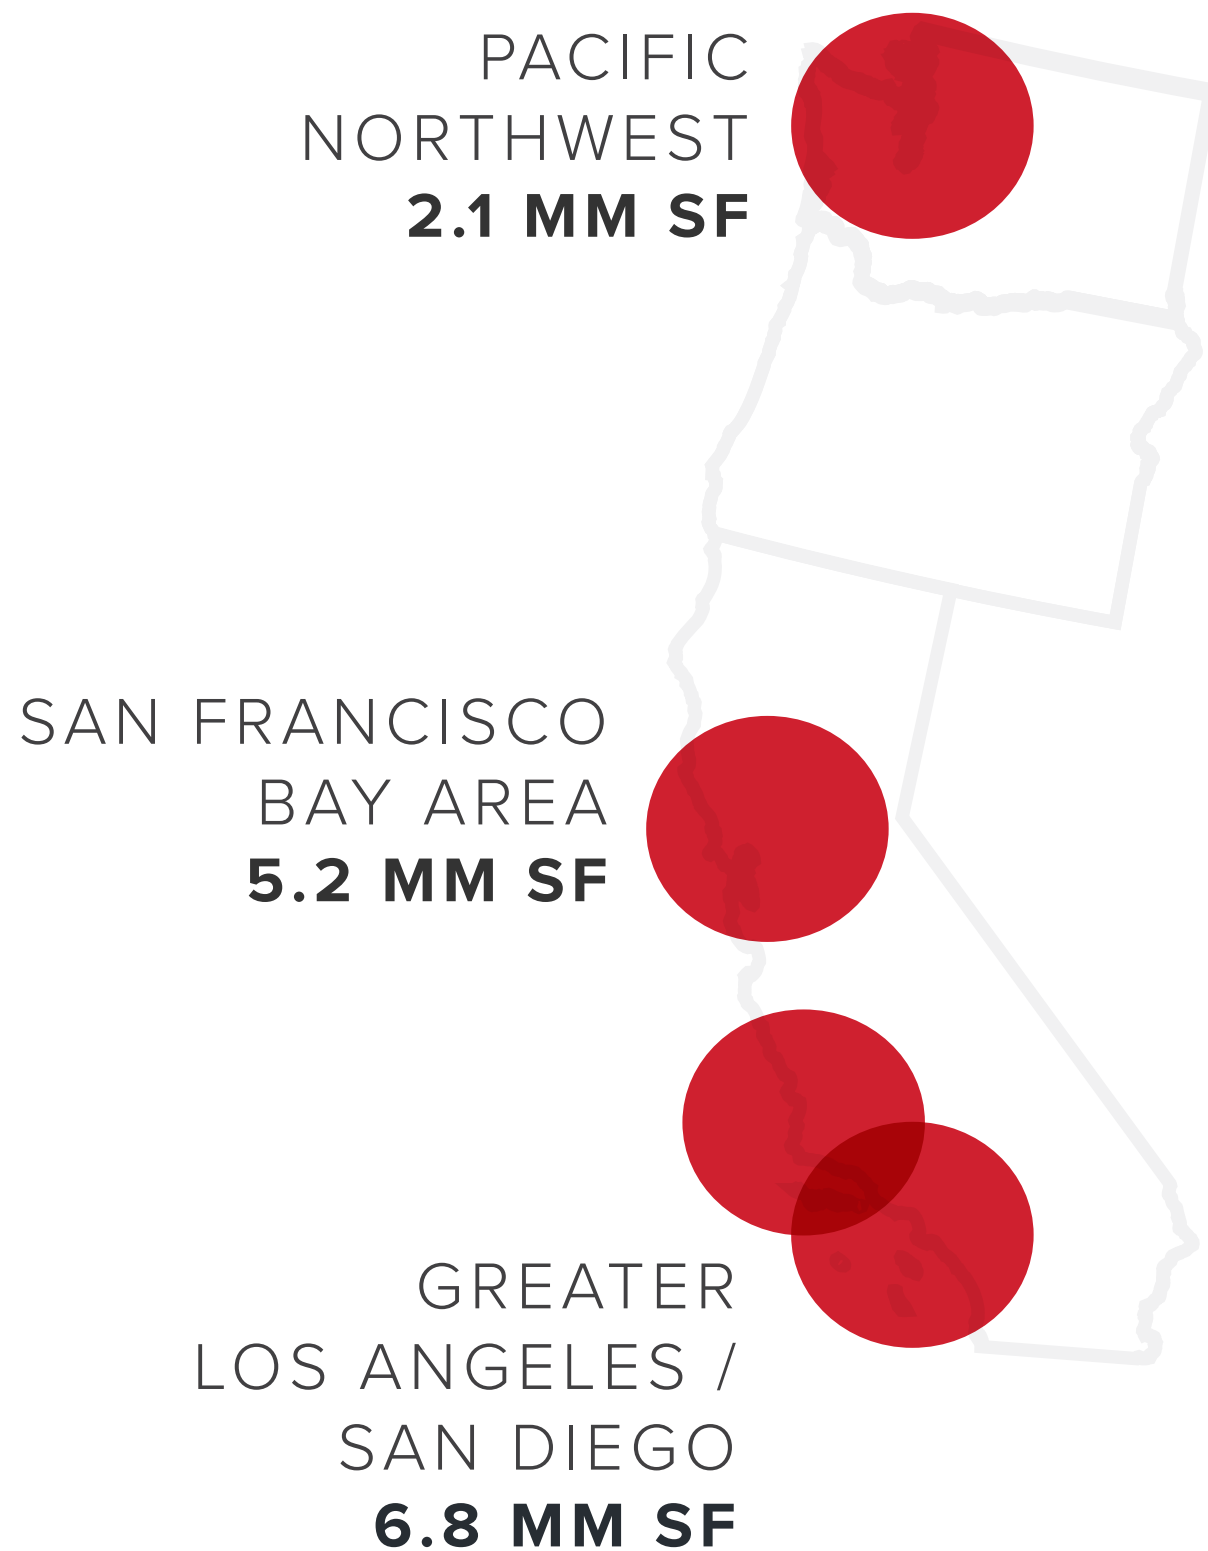 PACIFIC
NORTHWEST
2.1 MM SF
SAN FRANCISCO
BAY AREA
5.2 MM SF
GREATER
LOS ANGELES /
SAN DIEGO
6.8 MM SF